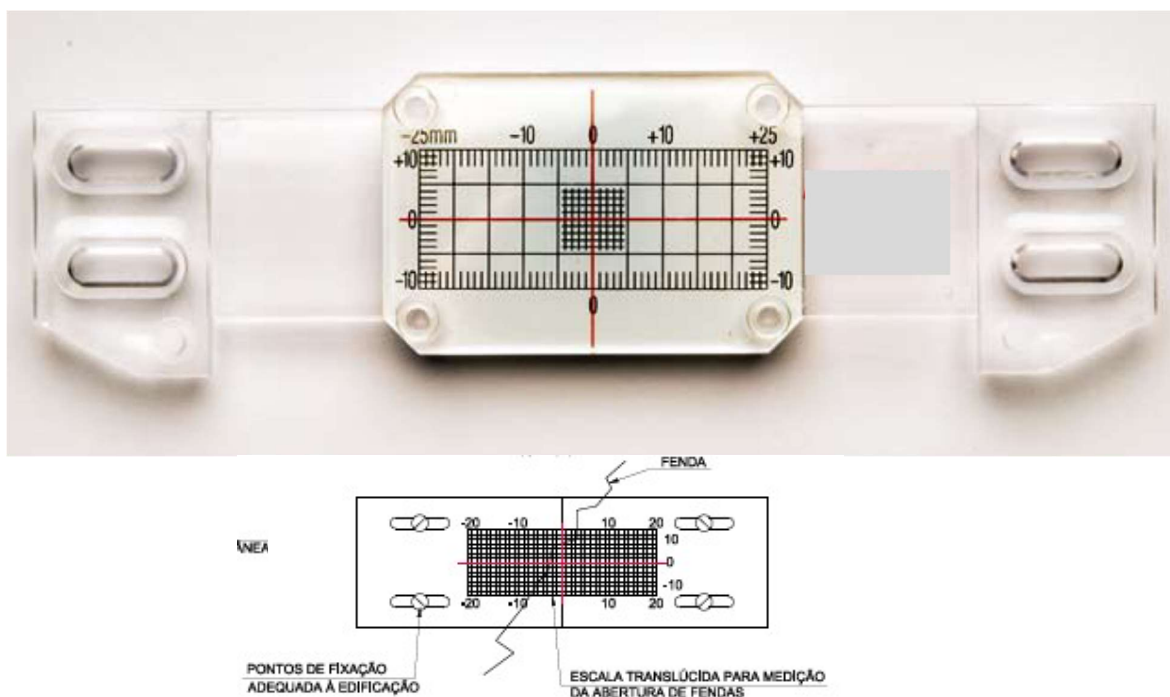 -25mm -10 0 +10 +25
+10 +10
0 0
-10 -10
0
FENDA
-20 -10 10 20
10
0
-10
-20 -10 10 20
PONTOS DE FIXAÇÃO
ADEQUADA À EDIFICAÇÃO
ESCALA TRANSLÚCIDA PARA MEDIÇÃO
DA ABERTURA DE FENDAS